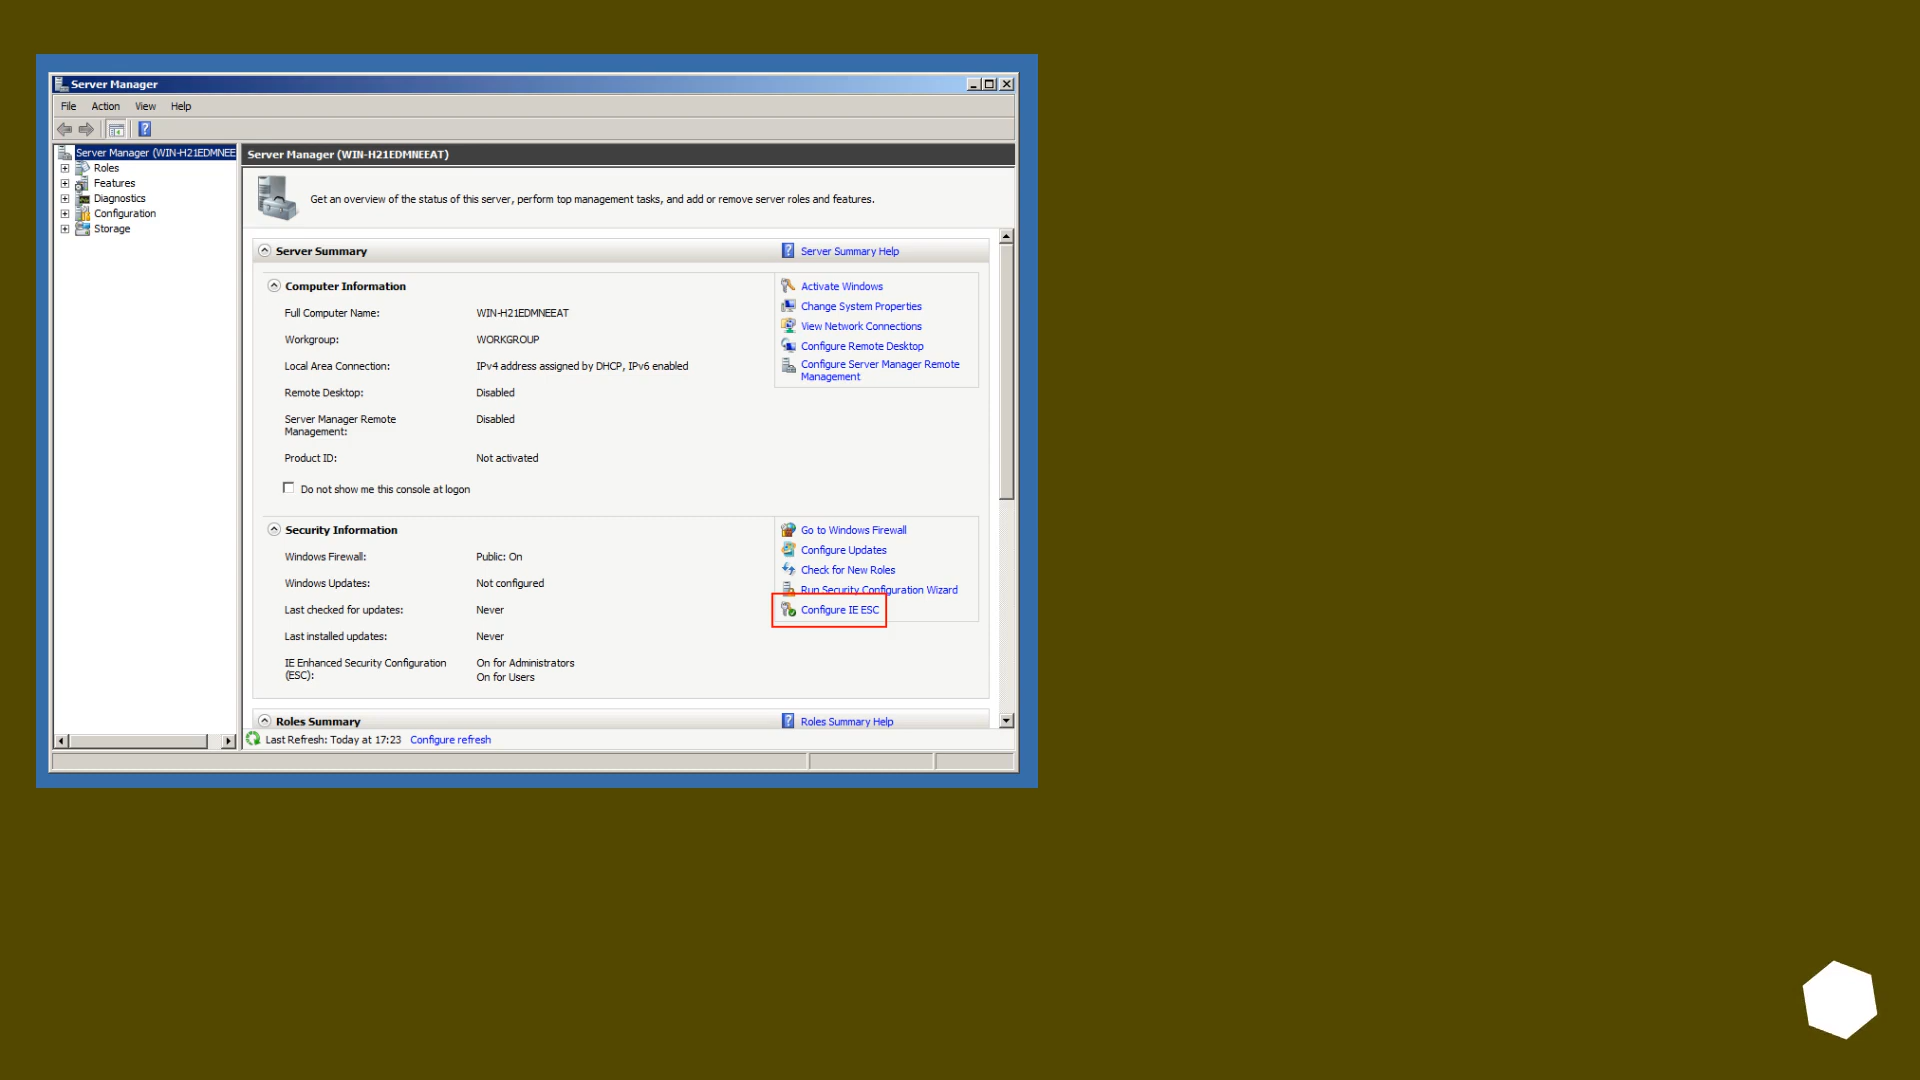 Server Manager
File Action View Help
Server Manager (WIN-H21EDMNEE
Roles
Features
Diagnostics
Configuration
Storage
Server Manager (WIN-H21EDMNEEAT)
Get an overview of the status of this server, perform top management tasks, and add or remove server roles and features.
Server Summary
Server Summary Help
Computer Information
Full Computer Name: WIN-H21EDMNEEAT
Workgroup: WORKGROUP
Local Area Connection: IPv4 address assigned by DHCP, IPv6 enabled
Remote Desktop: Disabled
Server Manager Remote Disabled
Management:
Product ID: Not activated
Do not show me this console at logon
Activate Windows
Change System Properties
View Network Connections
Configure Remote Desktop
Configure Server Manager Remote
Management
Security Information
Windows Firewall: Public: On
Windows Updates: Not configured
Last checked for updates: Never
Last installed updates: Never
IE Enhanced Security Configuration On for Administrators
(ESC): On for Users
Go to Windows Firewall
Configure Updates
Check for New Roles
Run Security Configuration Wizard
Configure IE ESC
Roles Summary
Roles Summary Help
Last Refresh: Today at 17:23 Configure refresh